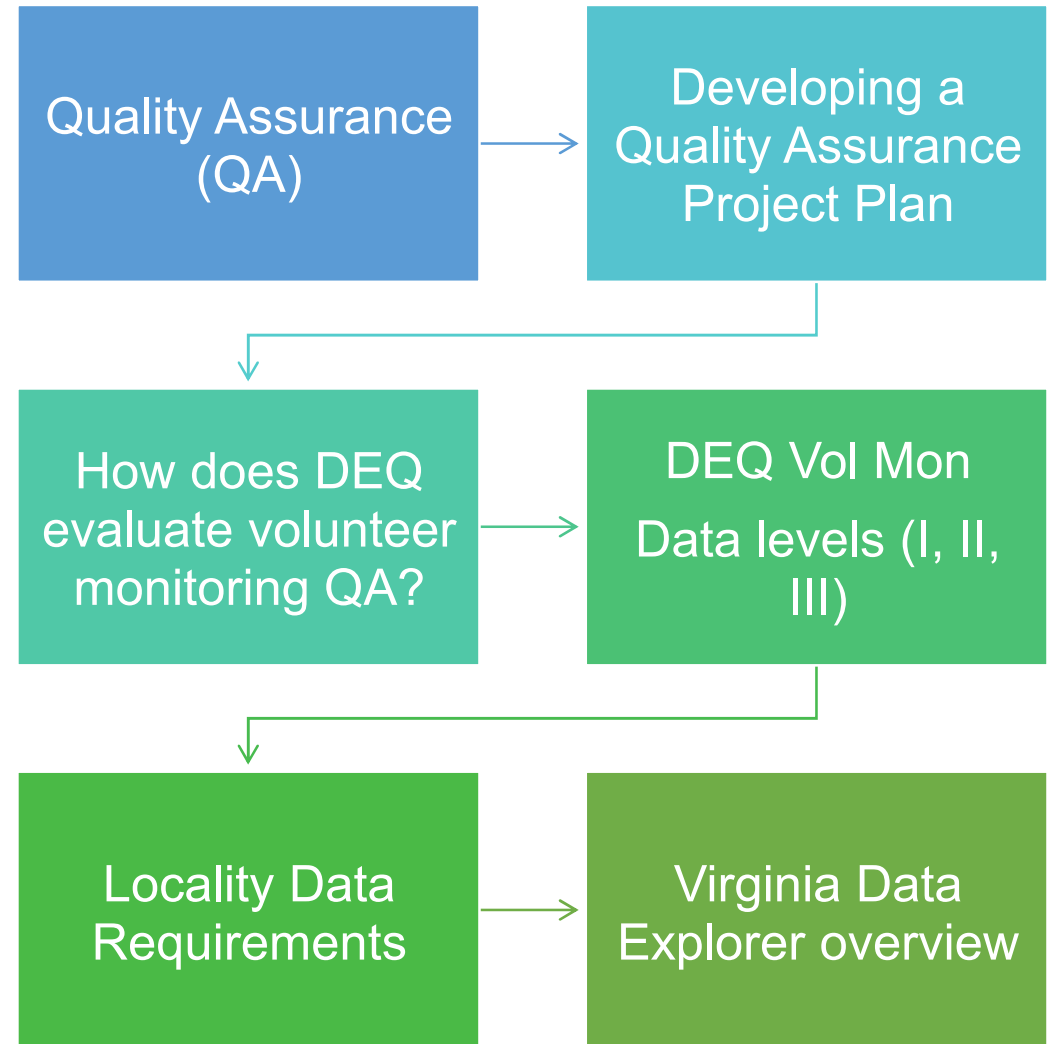 Quality Assurance
(QA)
Developing a
Quality Assurance
Project Plan
How does DEQ
evaluate volunteer
monitoring QA?
DEQ Vol Mon
Data levels (I, II,
III)
Locality Data
Requirements
Virginia Data
Explorer overview